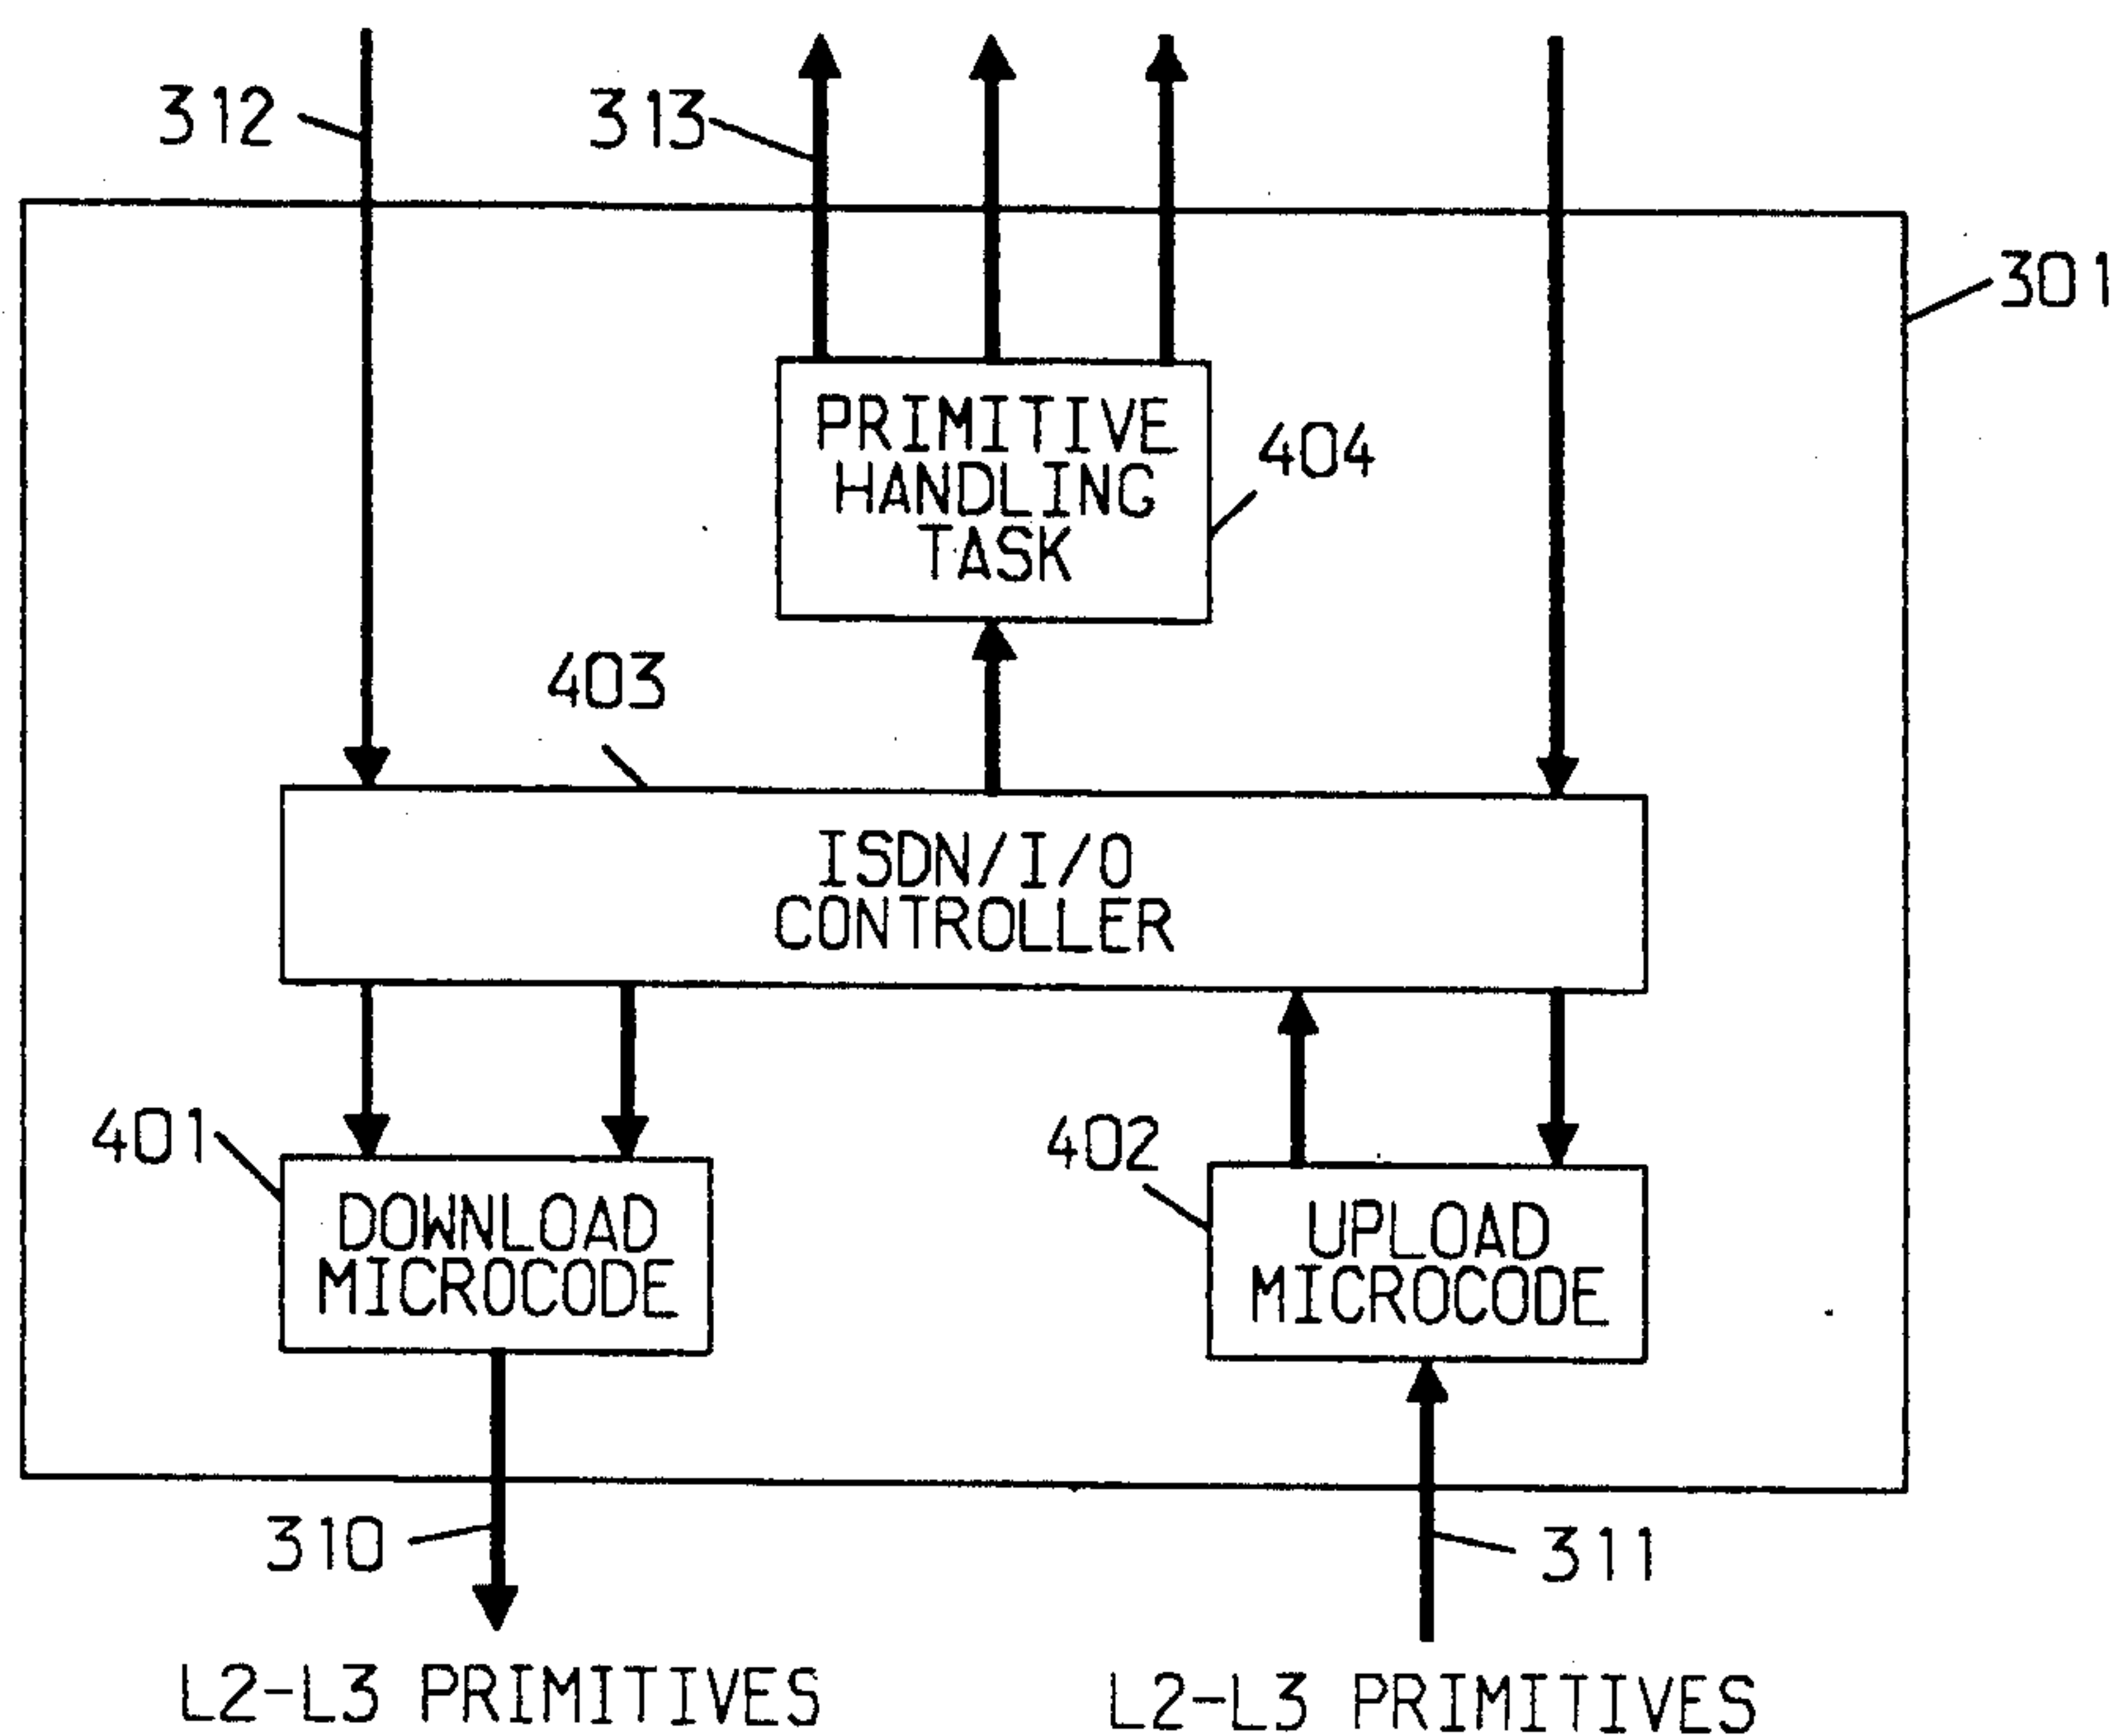 312
313
301
PRIMITIVE
HANDLING
TASK
404
403
ISDN/I/O
CONTROLLER
401
DOWNLOAD
MICROCODE
402
UPLOAD
MICROCODE
310
311
L2-L3 PRIMITIVES
L2-L3 PRIMITIVES